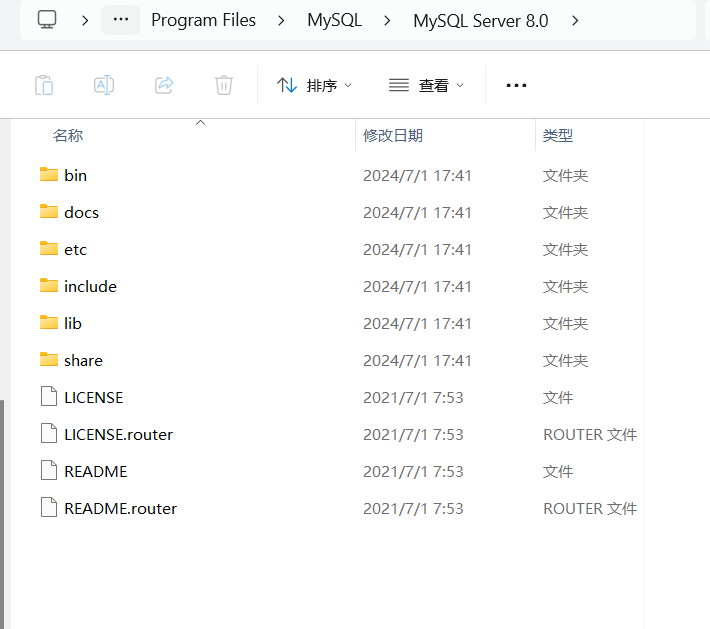 Program Files MySQL MySQL Server 8.0
排序 查看
名称 修改日期 类型
bin 2024/7/1 17:41 文件夹
docs 2024/7/1 17:41 文件夹
etc 2024/7/1 17:41 文件夹
include 2024/7/1 17:41 文件夹
lib 2024/7/1 17:41 文件夹
share 2024/7/1 17:41 文件夹
LICENSE 2021/7/1 7:53 文件
LICENSE.router 2021/7/1 7:53 ROUTER 文件
README 2021/7/1 7:53 文件
README.router 2021/7/1 7:53 ROUTER 文件